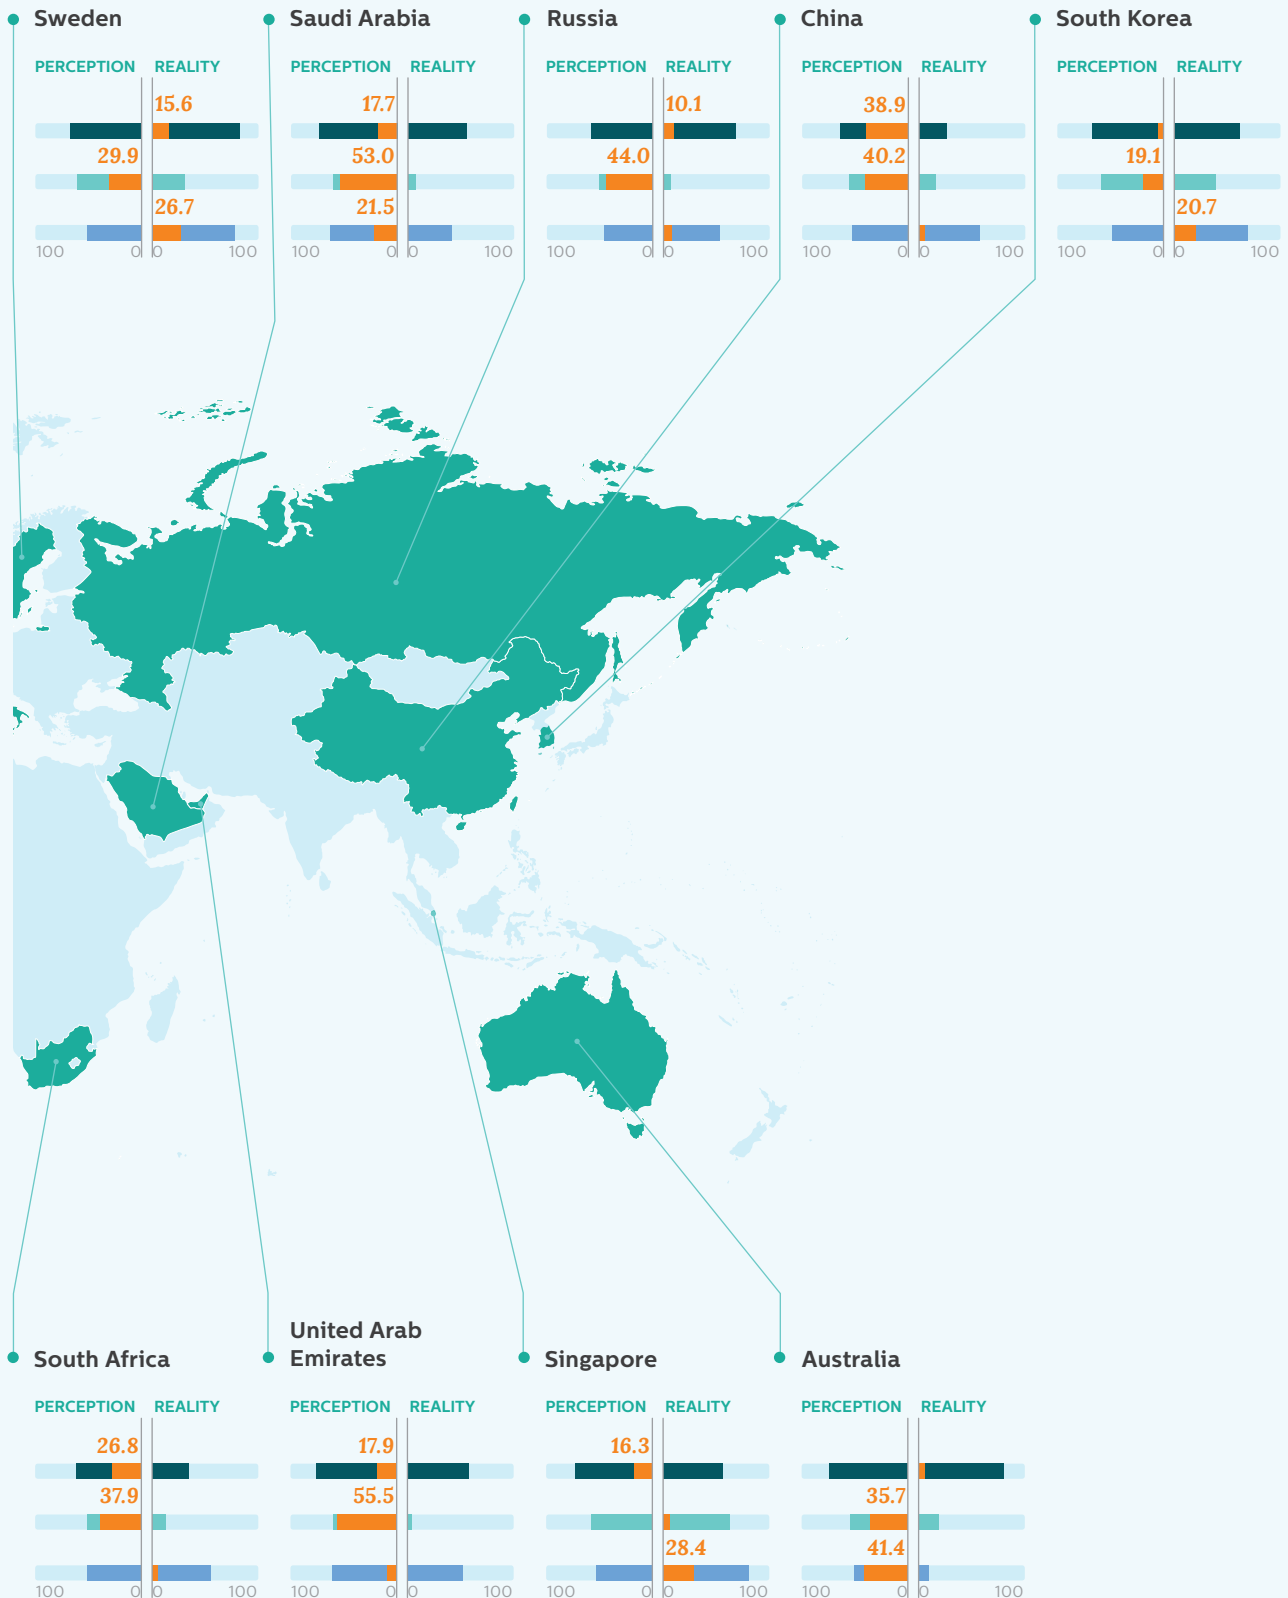 Sweden
PERCEPTION REALITY
15.6
29.9
26.7
100 0 0 100
Saudi Arabia
PERCEPTION REALITY
17.7
53.0
21.5
100 0 0 100
Russia
PERCEPTION REALITY
10.1
44.0
100 0 0 100
China
PERCEPTION REALITY
38.9
40.2
100 0 0 100
South Korea
PERCEPTION REALITY
19.1
20.7
100 0 0 100
South Africa
PERCEPTION REALITY
26.8
37.9
100 0 0 100
United Arab
Emirates
PERCEPTION REALITY
17.9
55.5
100 0 0 100
Singapore
PERCEPTION REALITY
16.3
28.4
100 0 0 100
Australia
PERCEPTION REALITY
35.7
41.4
100 0 0 100